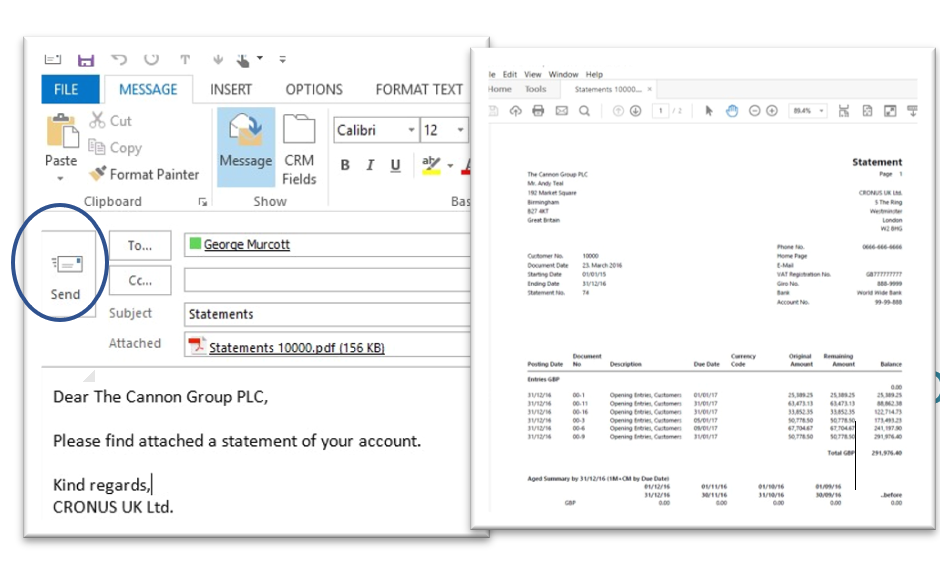 FILE MESSAGE INSERT OPTIONS FORMAT TEXT
Cut
Copy
Format Painter
Paste
Clipboard
Message
CRM
Fields
Show
Calibri 12
B I U
Bas
Send
To... George Murcott
Cc...
Subject Statements
Attached Statements 10000.pdf (156 KB)
Dear The Cannon Group PLC,
Please find attached a statement of your account.
Kind regards,
CRONUS UK Ltd.
le Edit View Window Help
Home Tools Statements 10000... ×
1 / 2 89.4%
Statement
Page 1
The Cannon Group PLC
Mr. Andy Teal
192 Market Square
Birmingham
B27 4KT
Great Britain
CRONUS UK Ltd.
5 The Ring
Westminster
London
W2 8HG
Customer No. 10000
Document Date 23. March 2016
Starting Date 01/01/15
Ending Date 31/12/16
Statement No. 74
Phone No. 0666-666-6666
Home Page
E-Mail
VAT Registration No. GB777777777
Giro No. 888-9999
Bank World Wide Bank
Account No. 99-99-888
Posting Date Document No Description Due Date Currency Code Original Amount Remaining Amount Balance
Entries GBP
0.00
31/12/16 00-1 Opening Entries, Customers 01/01/17 25,389.25 25,389.25 25,389.25
31/12/16 00-11 Opening Entries, Customers 31/01/17 63,473.13 63,473.13 88,862.38
31/12/16 00-16 Opening Entries, Customers 31/01/17 33,852.35 33,852.35 122,714.73
31/12/16 00-3 Opening Entries, Customers 05/01/17 50,778.50 50,778.50 173,493.23
31/12/16 00-6 Opening Entries, Customers 09/01/17 67,704.67 67,704.67 241,197.90
31/12/16 00-9 Opening Entries, Customers 31/01/17 50,778.50 50,778.50 291,976.40
Total GBP 291,976.40
Aged Summary by 31/12/16 (1M+CM by Due Date)
01/12/16 01/11/16 01/10/16 01/09/16
31/12/16 30/11/16 31/10/16 30/09/16 ..before
GBP 0.00 0.00 0.00 0.00 0.00